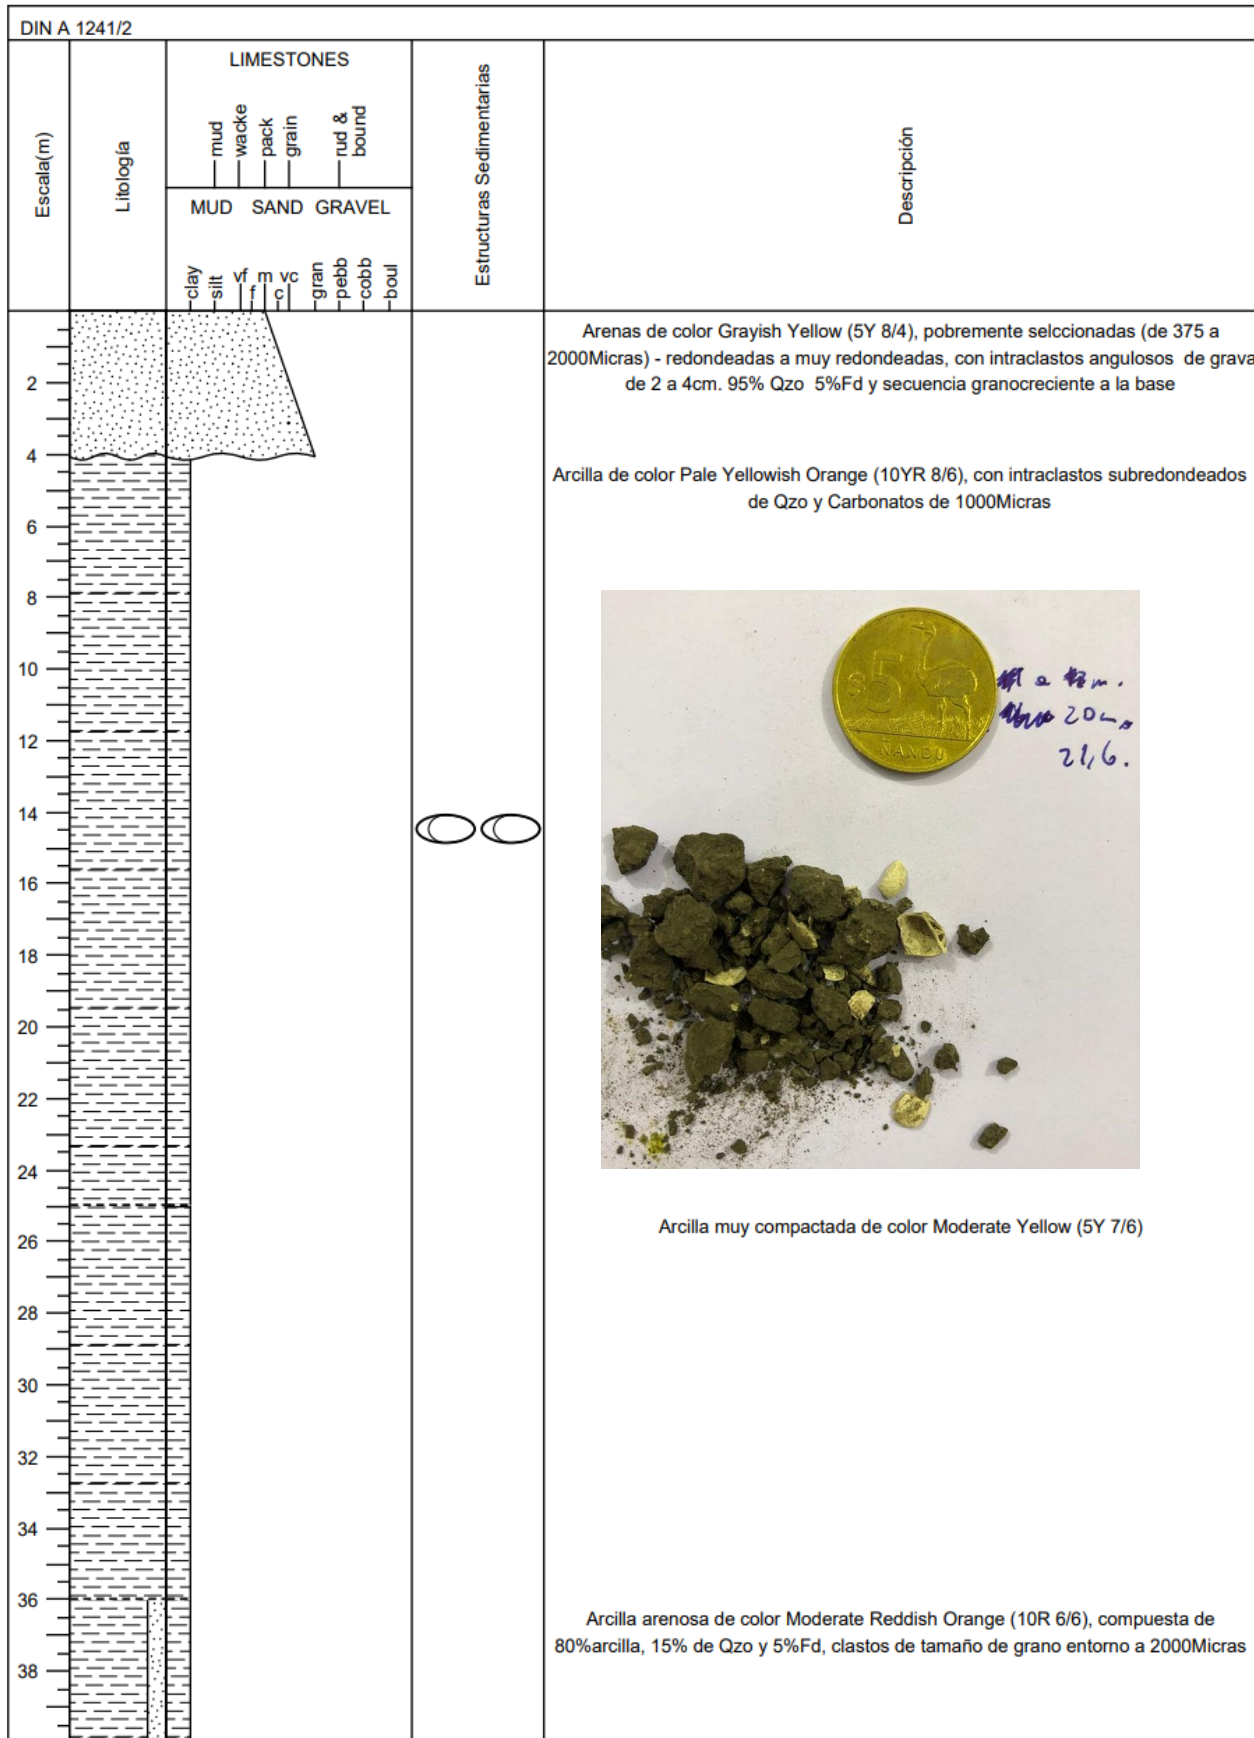 DIN A 1241/2
Escala(m)
Litología
LIMESTONES
mud
wacke
pack
grain
rud &
bound
MUD SAND GRAVEL
clay
silt
vf
f
m
c
vc
gran
pebb
cobb
boul
Estructuras Sedimentarias
Descripción
2
4
6
8
10
12
14
16
18
20
22
24
26
28
30
32
34
36
38
Arenas de color Grayish Yellow (5Y 8/4), pobremente selccionadas (de 375 a
2000Micras) - redondeadas a muy redondeadas, con intraclastos angulosos de grava
de 2 a 4cm. 95% Qzo 5%Fd y secuencia granocreciente a la base
Arcilla de color Pale Yellowish Orange (10YR 8/6), con intraclastos subredondeados
de Qzo y Carbonatos de 1000Micras
$5
ÑANDU
a m.
20
21,6.
Arcilla muy compactada de color Moderate Yellow (5Y 7/6)
Arcilla arenosa de color Moderate Reddish Orange (10R 6/6), compuesta de
80%arcilla, 15% de Qzo y 5%Fd, clastos de tamaño de grano entorno a 2000Micras